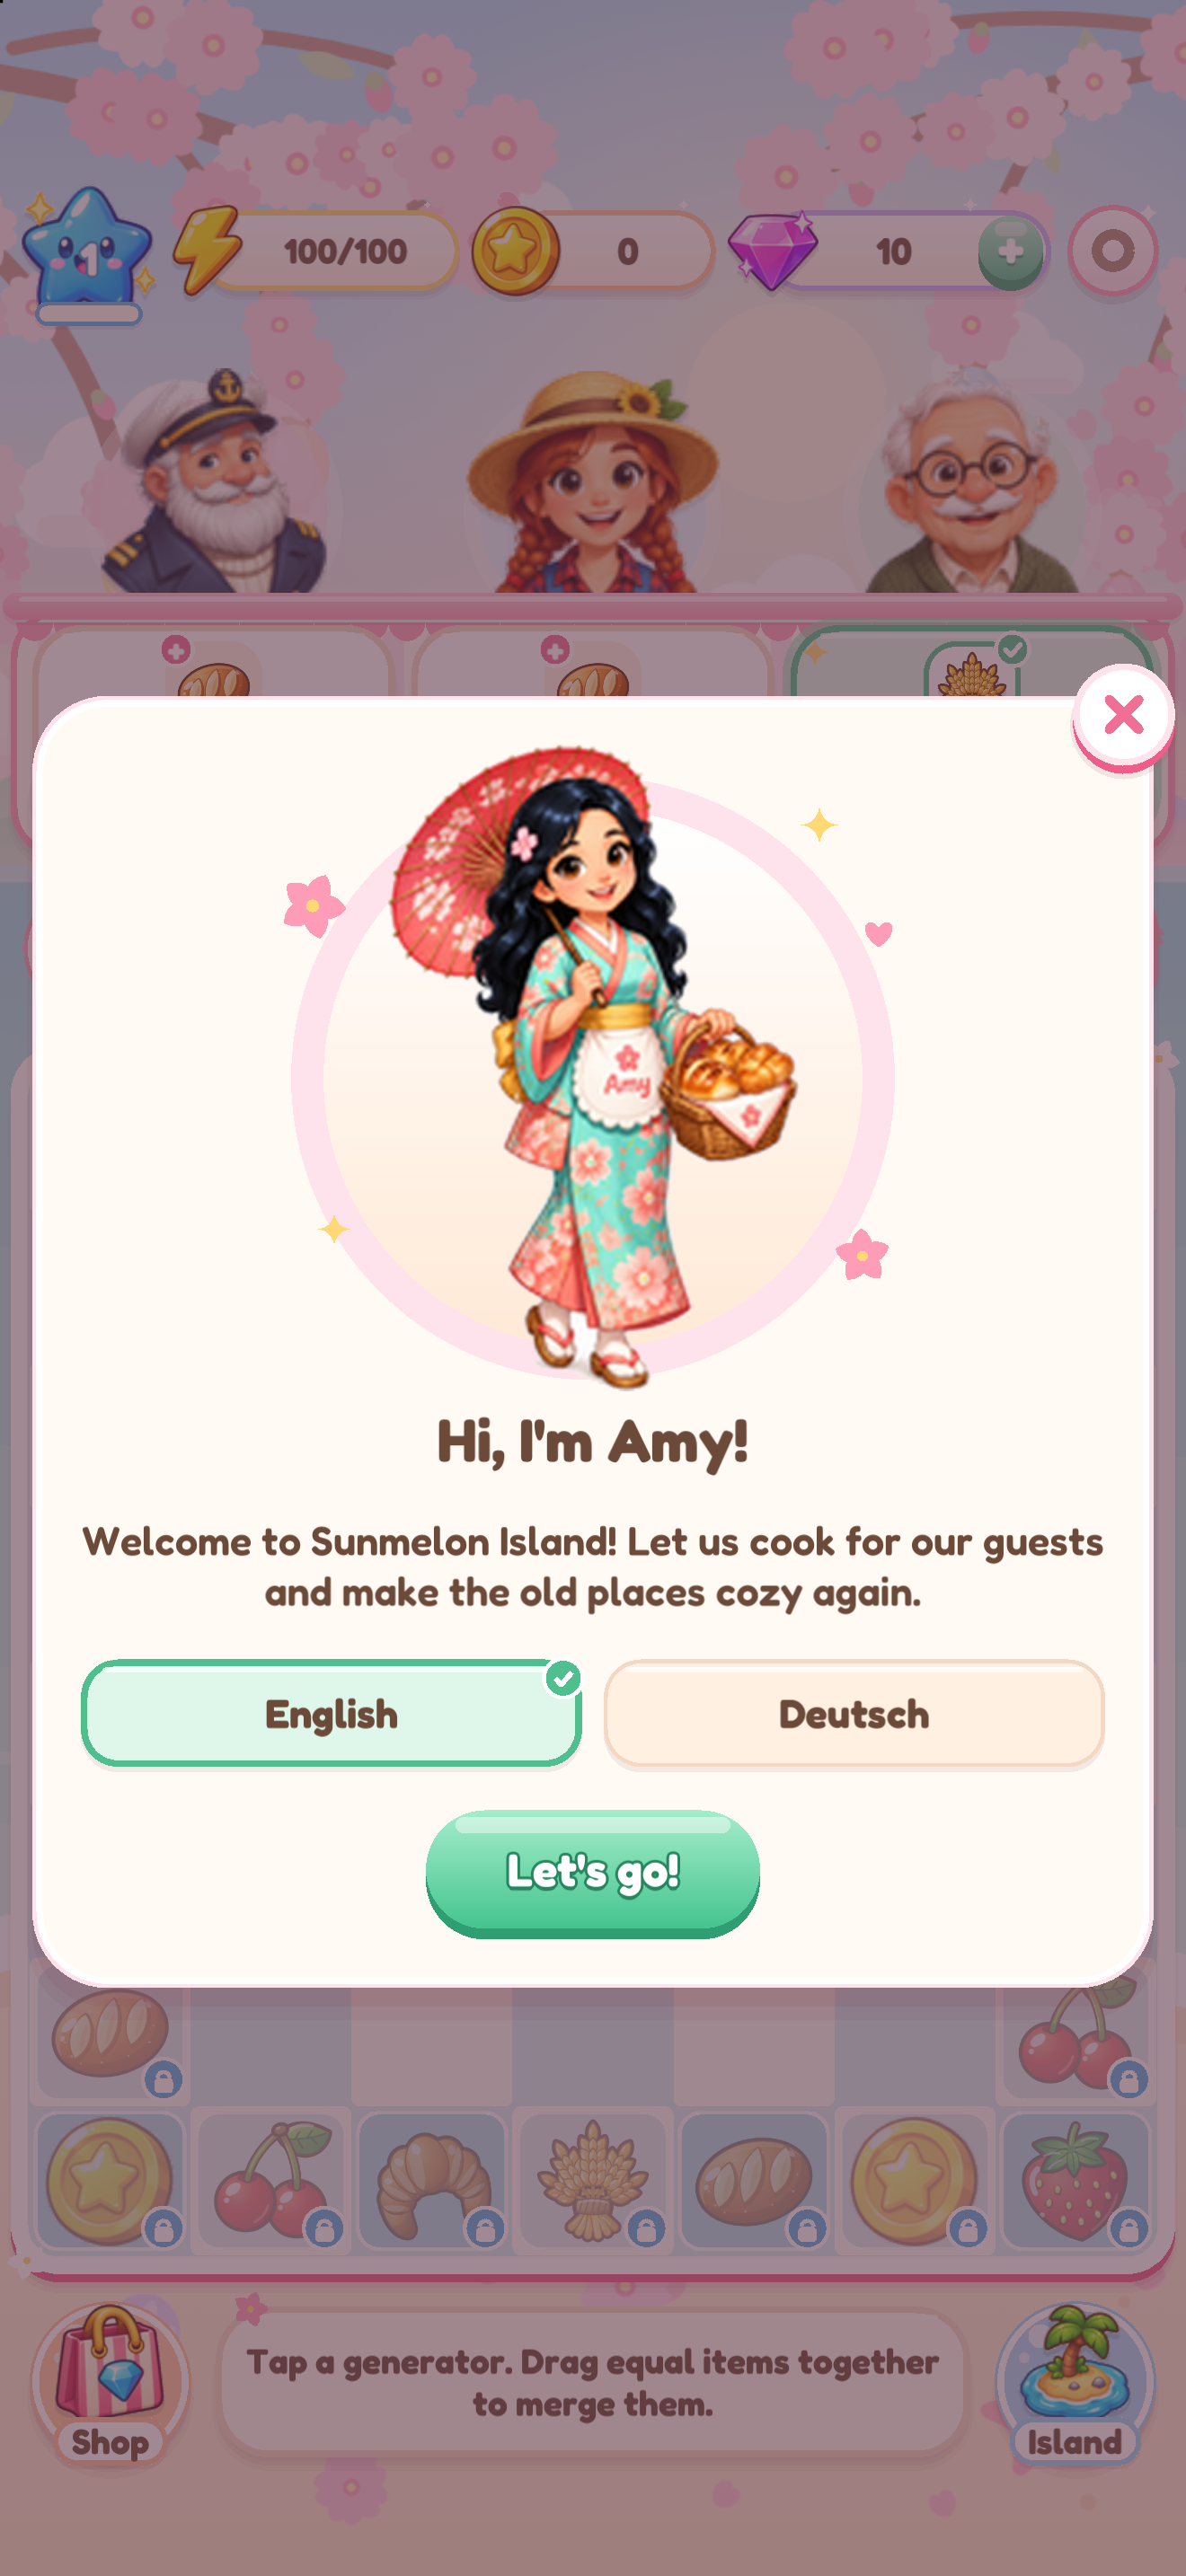 1
100/100
0
10
Amy
Hi, I'm Amy!
Welcome to Sunmelon Island! Let us cook for our guests
and make the old places cozy again.
English
Deutsch
Let's go!
Tap a generator. Drag equal items together
to merge them.
Shop
Island